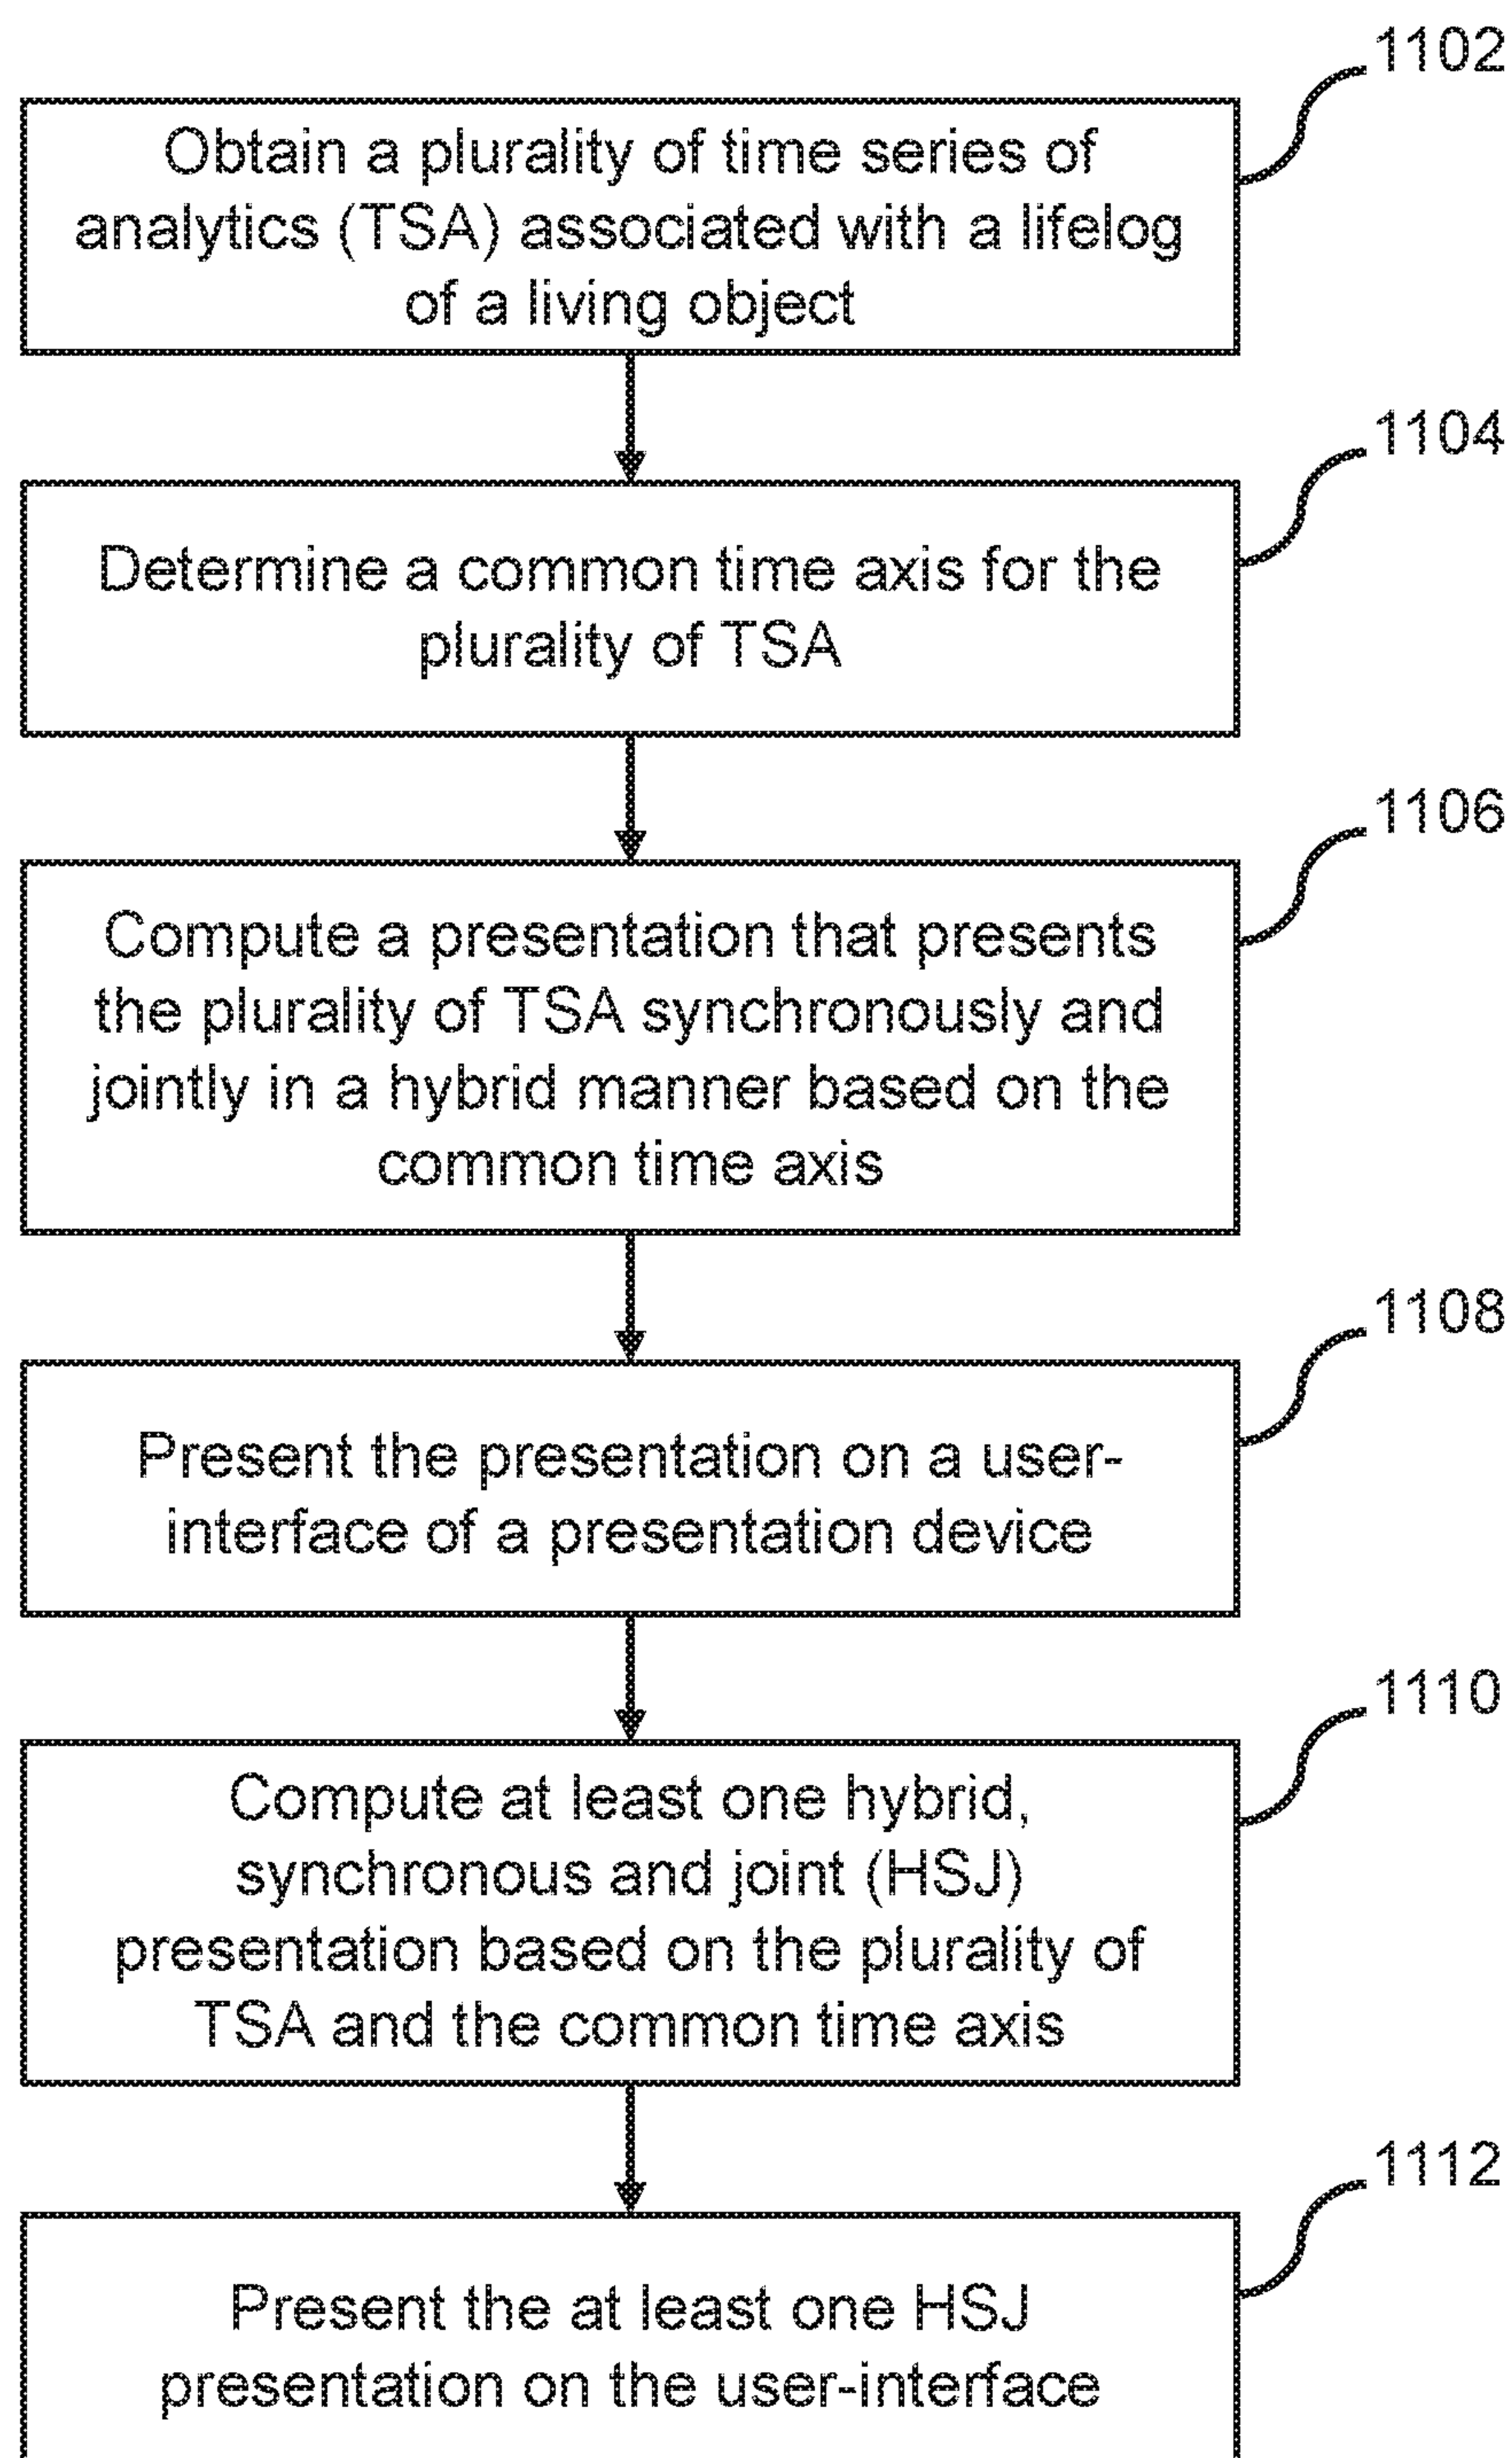 1102
Obtain a plurality of time series of
analytics (TSA) associated with a lifelog
of a living object
1104
Determine a common time axis for the
plurality of TSA
1106
Compute a presentation that presents
the plurality of TSA synchronously and
jointly in a hybrid manner based on the
common time axis
1108
Present the presentation on a user-
interface of a presentation device
1110
Compute at least one hybrid,
synchronous and joint (HSJ)
presentation based on the plurality of
TSA and the common time axis
1112
Present the at least one HSJ
presentation on the user-interface